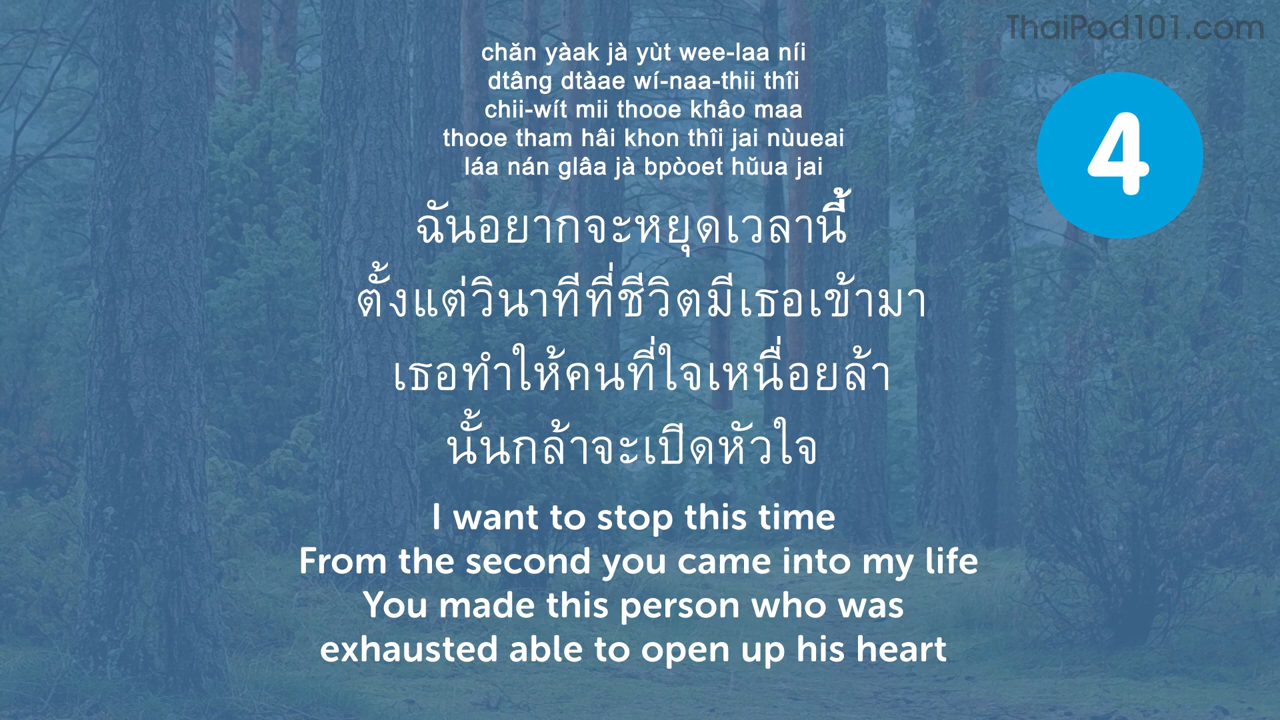 ThaiPod101.com
4
chăn yàak jà yùt wee-laa níi
dtâng dtàae wí-naa-thii thîi
chii-wít mii thooe khâo maa
thooe tham hâi khon thîi jai nùueai
láa nán glâa jà bpòoet hŭua jai
ฉันอยากจะหยุดเวลานี้
ตั้งแต่วินาทีที่ชีวิตมีเธอเข้ามา
เธอทำให้คนที่ใจเหนื่อยล้า
นั้นกล้าจะเปิดหัวใจ
I want to stop this time
From the second you came into my life
You made this person who was
exhausted able to open up his heart